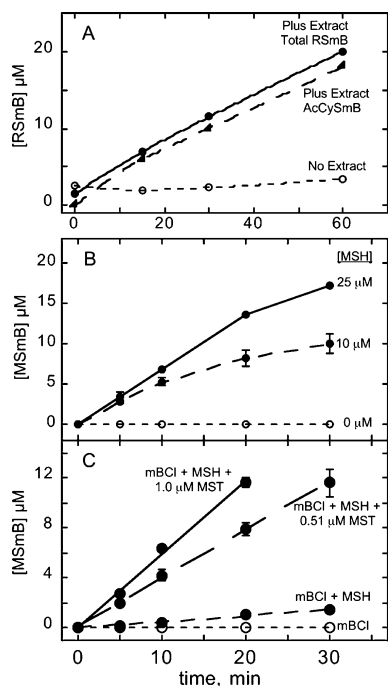 A
Plus Extract
Total RSmB
Plus Extract
AcCySmB
No Extract
[RSmB] µM
20
10
0
0 20 40 60
B
[MSH]
25 µM
10 µM
0 µM
[MSmB] µM
20
15
10
5
0
C
mBCl + MSH +
1.0 µM MST
mBCl + MSH +
0.51 µM MST
mBCl + MSH
mBCl
[MSmB] µM
12
8
4
0
0 10 20 30
time, min